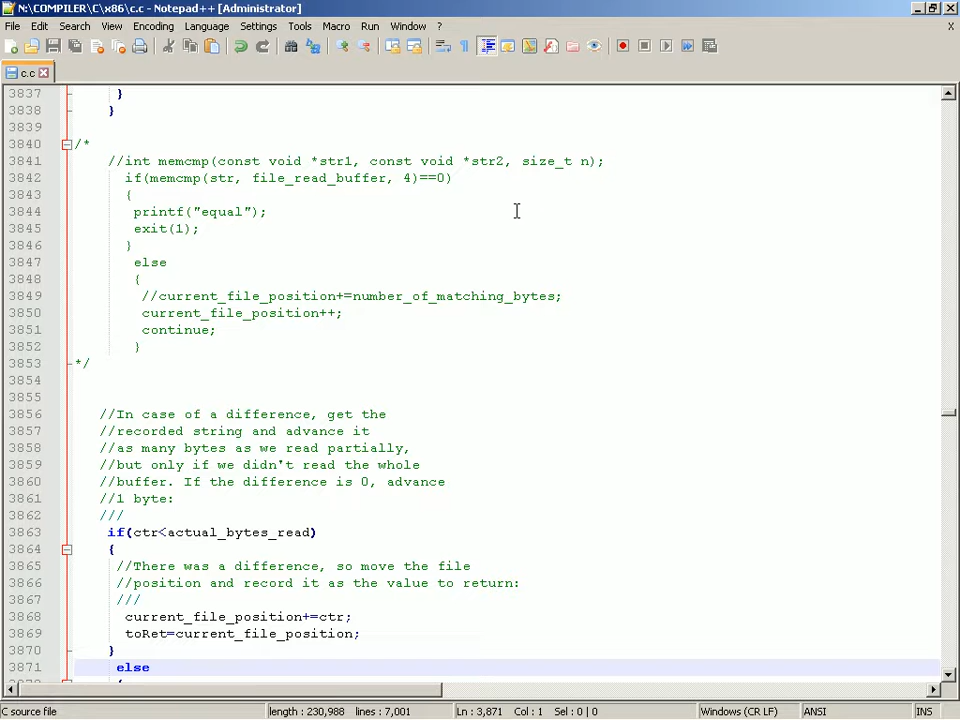 N:\COMPILER\C\x86\c.c - Notepad++ [Administrator]
File Edit Search View Encoding Language Settings Tools Macro Run Window ? X
c.c
3837 }
3838 }
3839
3840 /*
3841 //int memcmp(const void *str1, const void *str2, size_t n);
3842 if(memcmp(str, file_read_buffer, 4)==0)
3843 {
3844 printf("equal");
3845 exit(1);
3846 }
3847 else
3848 {
3849 //current_file_position+=number_of_matching_bytes;
3850 current_file_position++;
3851 continue;
3852 }
3853 */
3854
3855
3856 //In case of a difference, get the
3857 //recorded string and advance it
3858 //as many bytes as we read partially,
3859 //but only if we didn't read the whole
3860 //buffer. If the difference is 0, advance
3861 //1 byte:
3862 ///
3863 if(ctr<actual_bytes_read)
3864 {
3865 //There was a difference, so move the file
3866 //position and record it as the value to return:
3867 ///
3868 current_file_position+=ctr;
3869 toRet=current_file_position;
3870 }
3871 else
C source file length : 230,988 lines : 7,001 Ln : 3,871 Col : 1 Sel : 0 | 0 Windows (CR LF) ANSI INS